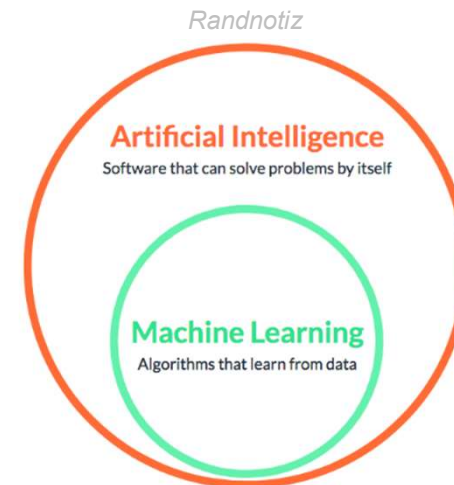 Randnotiz
Artificial Intelligence
Software that can solve problems by itself
Machine Learning
Algorithms that learn from data